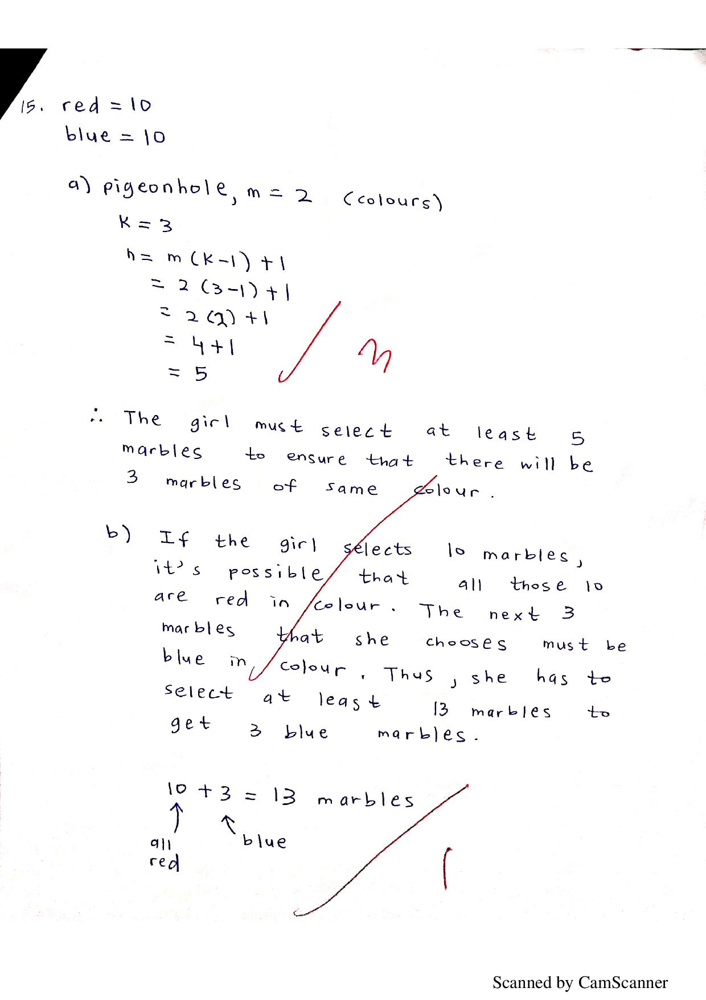 15. red = 10
blue = 10
a) pigeonhole, m = 2 (colours)
k = 3
n = m (k-1) + 1
= 2 (3-1) + 1
= 2 (2) + 1
= 4 + 1
= 5
∴ The girl must select at least 5
marbles to ensure that there will be
3 marbles of same colour.
b) If the girl selects 10 marbles,
it's possible that all those 10
are red in colour. The next 3
marbles that she chooses must be
blue in colour. Thus, she has to
select at least 13 marbles to
get 3 blue marbles.
10 + 3 = 13 marbles
all
red
blue
Scanned by CamScanner